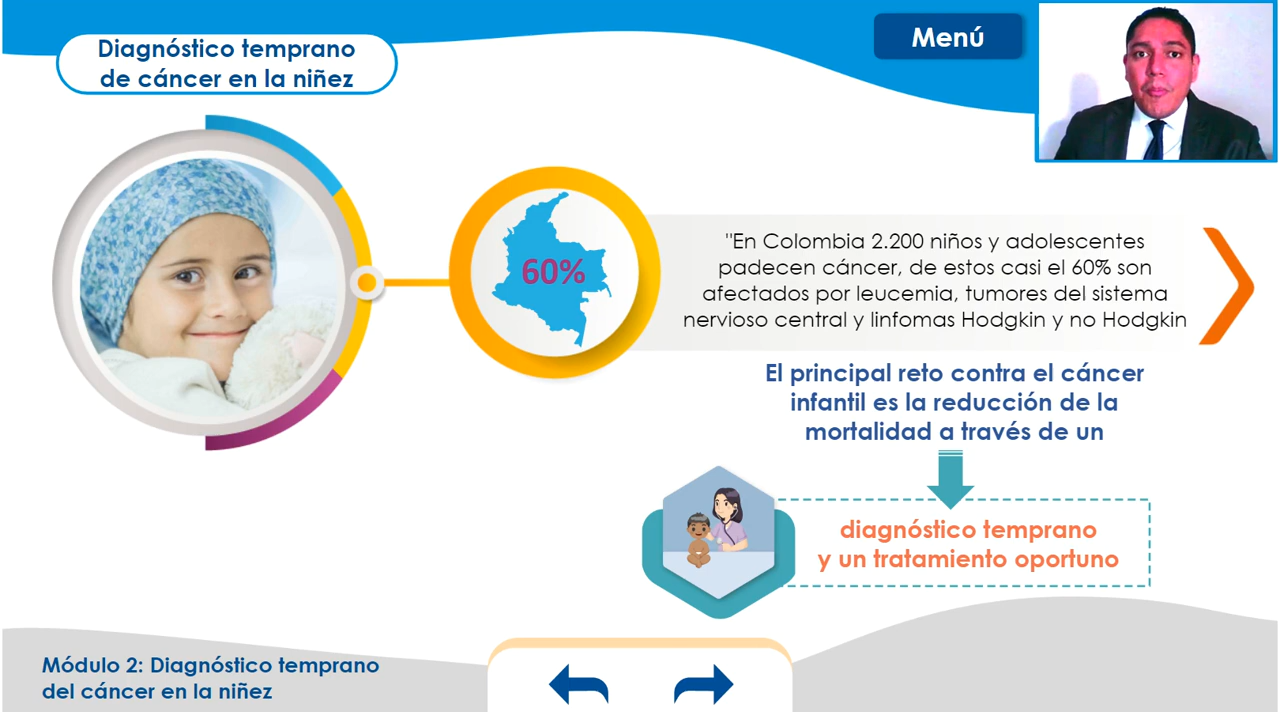 Diagnóstico temprano
de cáncer en la niñez
Menú
60%
"En Colombia 2.200 niños y adolescentes
padecen cáncer, de estos casi el 60% son
afectados por leucemia, tumores del sistema
nervioso central y linfomas Hodgkin y no Hodgkin
El principal reto contra el cáncer
infantil es la reducción de la
mortalidad a través de un
diagnóstico temprano
y un tratamiento oportuno
Módulo 2: Diagnóstico temprano
del cáncer en la niñez